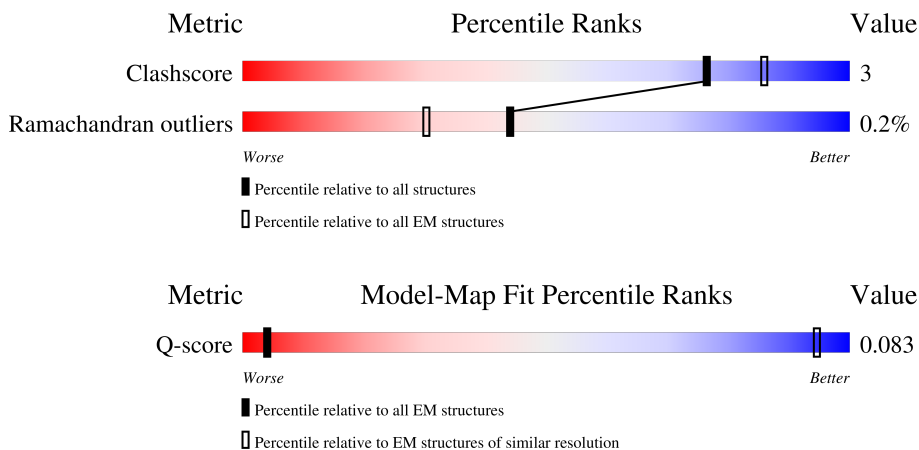 Metric Percentile Ranks Value
Clashscore 3
Ramachandran outliers 0.2%
Worse Better
Percentile relative to all structures
Percentile relative to all EM structures
Metric Model-Map Fit Percentile Ranks Value
Q-score 0.083
Worse Better
Percentile relative to all EM structures
Percentile relative to EM structures of similar resolution